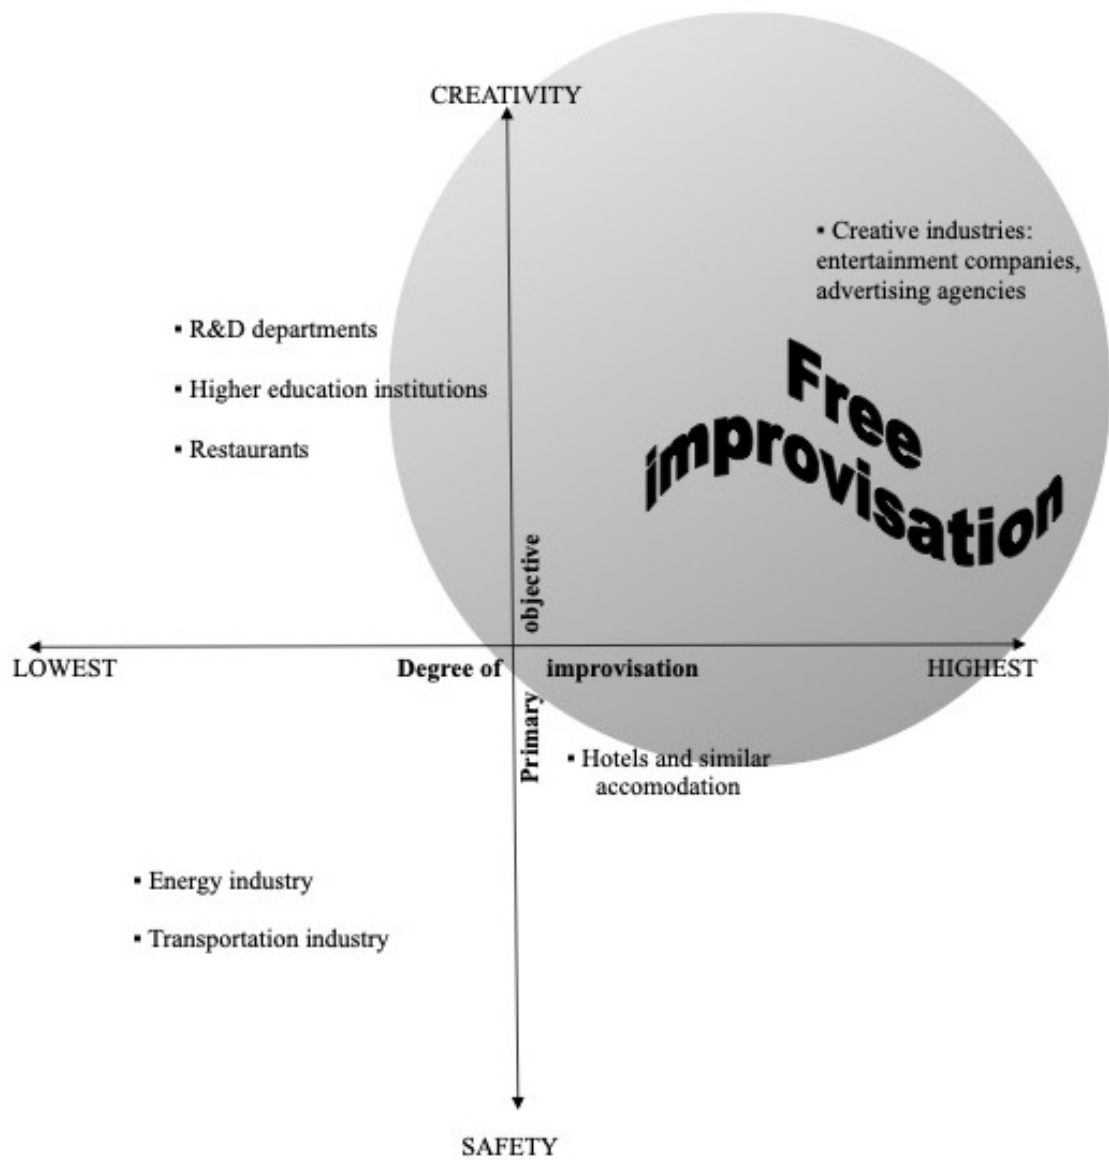 CREATIVITY
▪ Creative industries:
entertainment companies,
advertising agencies
▪ R&D departments
▪ Higher education institutions
▪ Restaurants
Free
improvisation
Primary objective
LOWEST
Degree of improvisation
HIGHEST
▪ Hotels and similar
accomodation
▪ Energy industry
▪ Transportation industry
SAFETY